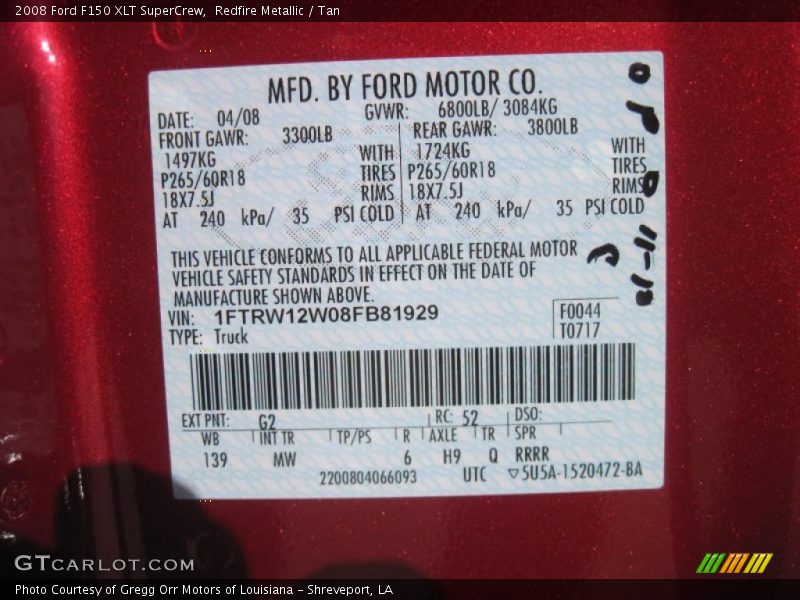 2008 Ford F150 XLT SuperCrew, Redfire Metallic / Tan
MFD. BY FORD MOTOR CO.
DATE: 04/08 GVWR: 6800LB/ 3084KG
FRONT GAWR: 3300LB REAR GAWR: 3800LB
1497KG WITH 1724KG WITH
P265/60R18 TIRES P265/60R18 TIRES
18X7.5J RIMS 18X7.5J RIMS
AT 240 kPa/ 35 PSI COLD AT 240 kPa/ 35 PSI COLD
THIS VEHICLE CONFORMS TO ALL APPLICABLE FEDERAL MOTOR
VEHICLE SAFETY STANDARDS IN EFFECT ON THE DATE OF
MANUFACTURE SHOWN ABOVE.
VIN: 1FTRW12W08FB81929 F0044
TYPE: Truck T0717
EXT PNT: G2 RC: 52 DSO:
WB INT TR TP/PS R AXLE TR SPR
139 MW 6 H9 Q RRRR
2200804066093 UTC ▽5U5A-1520472-BA
GTCARLOT.COM
Photo Courtesy of Gregg Orr Motors of Louisiana - Shreveport, LA